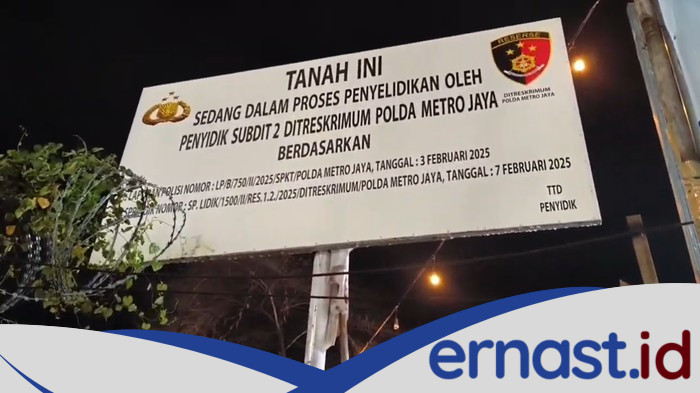 TANAH INI
SEDANG DALAM PROSES PENYELIDIKAN OLEH
PENYIDIK SUBDIT 2 DITRESKRIMUM POLDA METRO JAYA
BERDASARKAN
LAPORAN POLISI NOMOR : LP/B/750/II/2025/SPKT/POLDA METRO JAYA, TANGGAL : 3 FEBRUARI 2025
NOMOR : SP. LIDIK/1500/II/RES.1.2./2025/DITRESKRIMUM/POLDA METRO JAYA, TANGGAL : 7 FEBRUARI 2025
TTD
PENYIDIK
RESERSE
DITRESKRIMUM
POLDA METRO JAYA
ernast.id